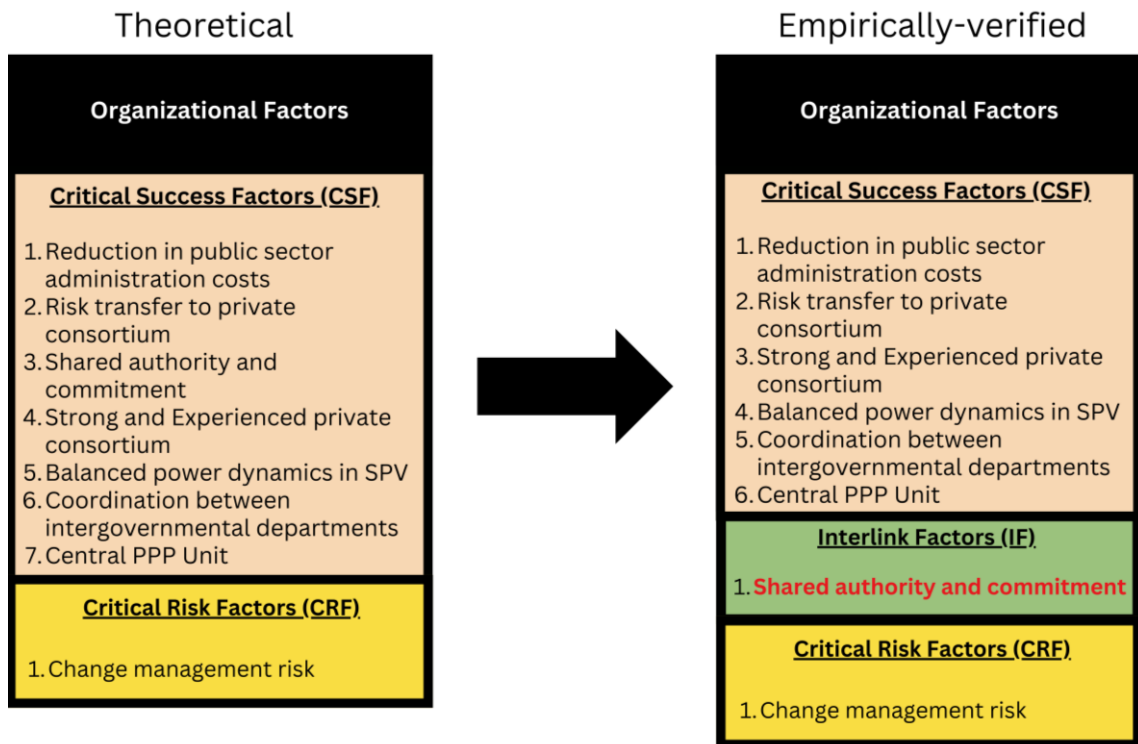 Theoretical
Organizational Factors
Critical Success Factors (CSF)
1. Reduction in public sector
administration costs
2. Risk transfer to private
consortium
3. Shared authority and
commitment
4. Strong and Experienced private
consortium
5. Balanced power dynamics in SPV
6. Coordination between
intergovernmental departments
7. Central PPP Unit
Critical Risk Factors (CRF)
1. Change management risk
Empirically-verified
Organizational Factors
Critical Success Factors (CSF)
1. Reduction in public sector
administration costs
2. Risk transfer to private
consortium
3. Strong and Experienced private
consortium
4. Balanced power dynamics in SPV
5. Coordination between
intergovernmental departments
6. Central PPP Unit
Interlink Factors (IF)
1. Shared authority and commitment
Critical Risk Factors (CRF)
1. Change management risk